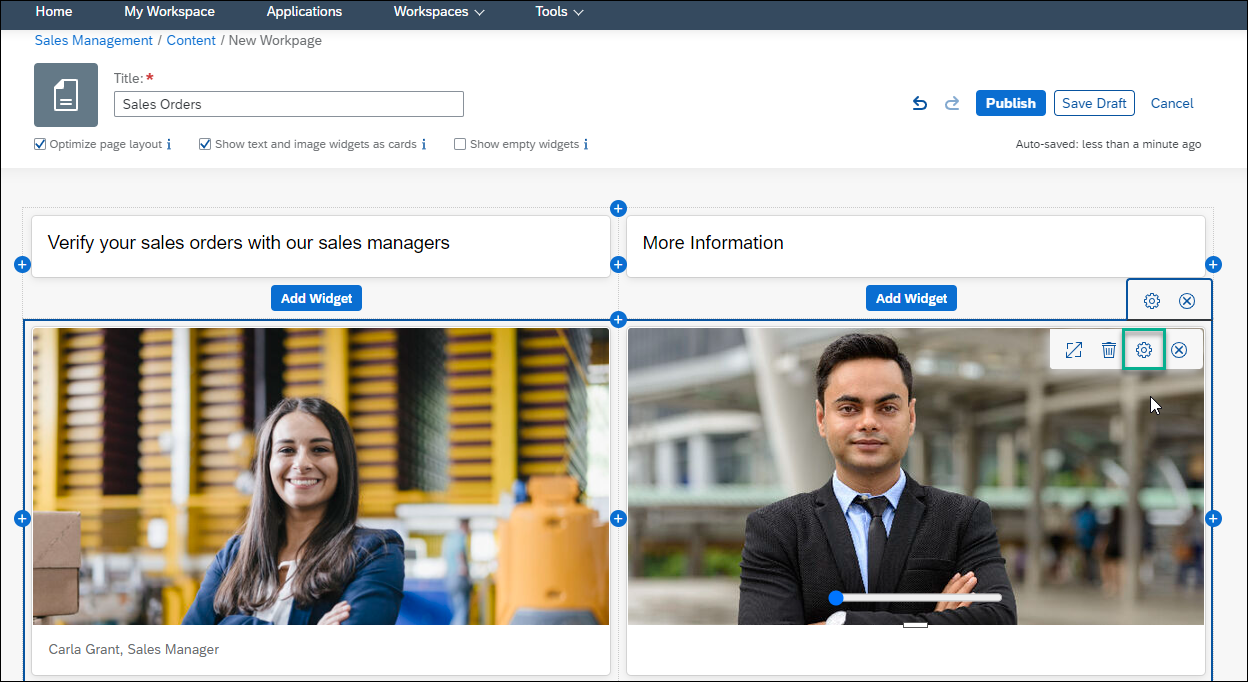 Home My Workspace Applications Workspaces Tools
Sales Management / Content / New Workpage
Title: *
Sales Orders
Publish Save Draft Cancel
Optimize page layout i Show text and image widgets as cards i Show empty widgets i
Auto-saved: less than a minute ago
Verify your sales orders with our sales managers
More Information
Add Widget
Add Widget
Carla Grant, Sales Manager